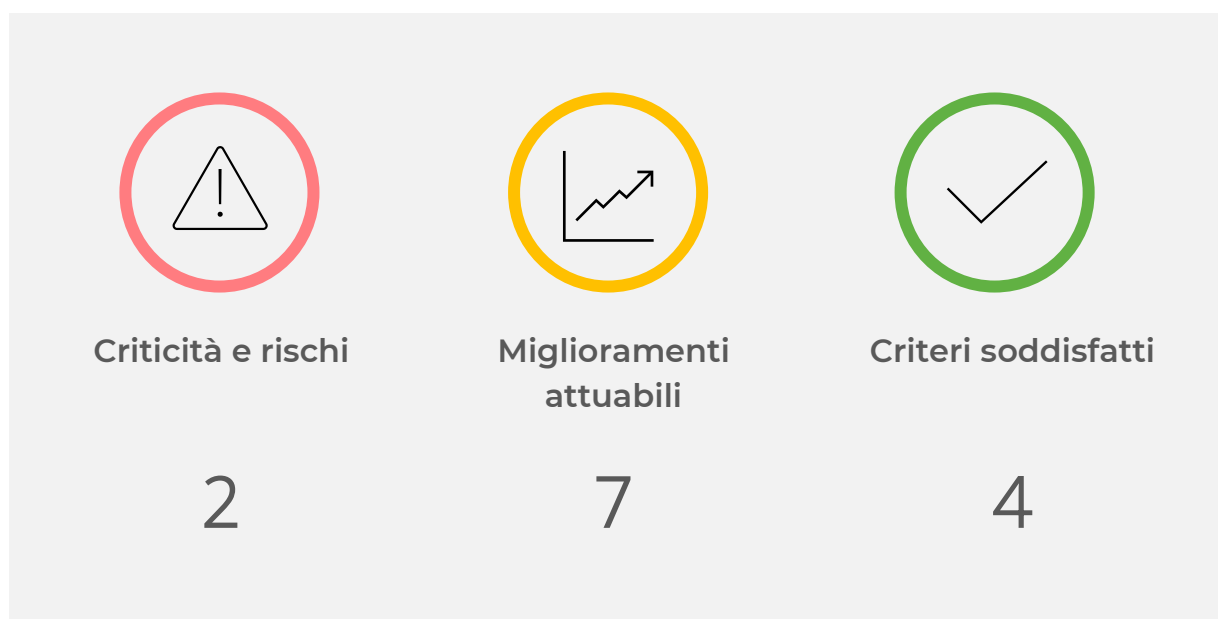 Criticità e rischi
Miglioramenti
attuabili
Criteri soddisfatti
2
7
4